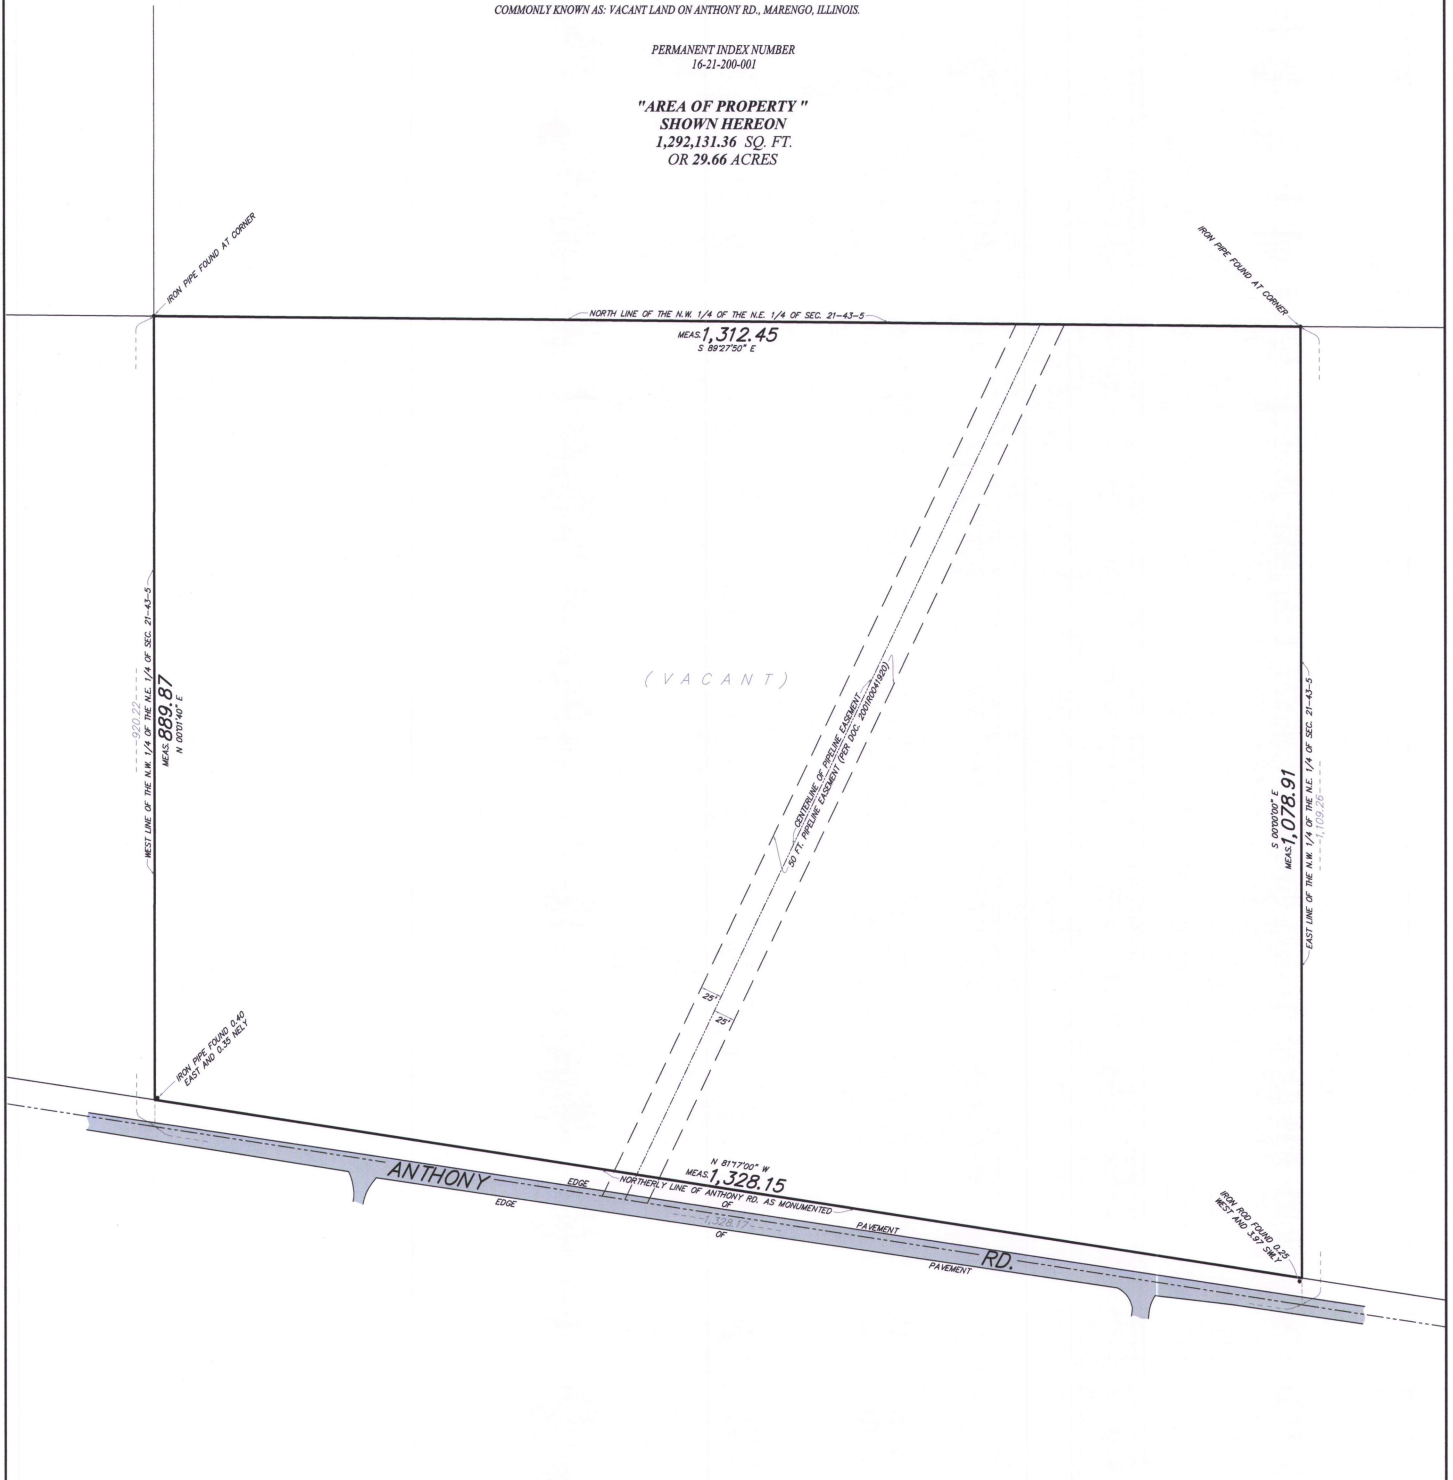 COMMONLY KNOWN AS: VACANT LAND ON ANTHONY RD., MARENGO, ILLINOIS.
PERMANENT INDEX NUMBER
16-21-200-001
"AREA OF PROPERTY "
SHOWN HEREON
1,292,131.36 SQ. FT.
OR 29.66 ACRES
IRON PIPE FOUND AT CORNER
IRON PIPE FOUND AT CORNER
NORTH LINE OF THE N.W. 1/4 OF THE N.E. 1/4 OF SEC. 21-43-5
MEAS. 1,312.45
S 89°27'50" E
WEST LINE OF THE N.W. 1/4 OF THE N.E. 1/4 OF SEC. 21-43-5
920.22
MEAS. 889.87
N 00°01'40" E
(VACANT)
CENTERLINE OF PIPELINE EASEMENT
50 FT. PIPELINE EASEMENT (PER DOC. 2001R0041920)
S 00°00'00" E
MEAS. 1,078.91
EAST LINE OF THE N.W. 1/4 OF THE N.E. 1/4 OF SEC. 21-43-5
1,109.26
25'
25'
IRON PIPE FOUND 0.40
EAST AND 0.35 NELY
N 81°17'00" W
MEAS. 1,328.15
NORTHERLY LINE OF ANTHONY RD. AS MONUMENTED
ANTHONY RD.
EDGE OF PAVEMENT
1,328.17
EDGE OF PAVEMENT
IRON ROD FOUND 0.25
WEST AND 3.97 SWLY